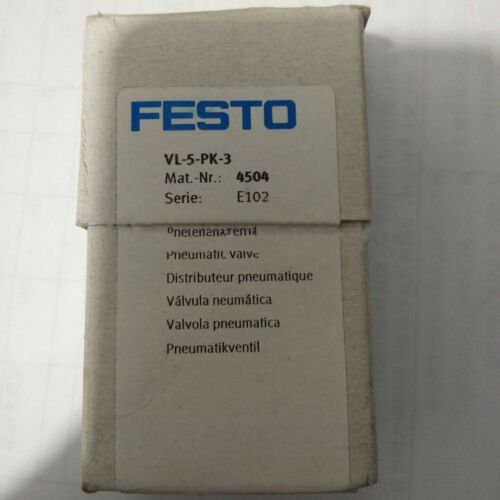 FESTO
VL-5-PK-3
Mat.-Nr.: 4504
Serie: E102
Pneumatic valve
Distributeur pneumatique
Válvula neumática
Valvola pneumatica
Pneumatikventil